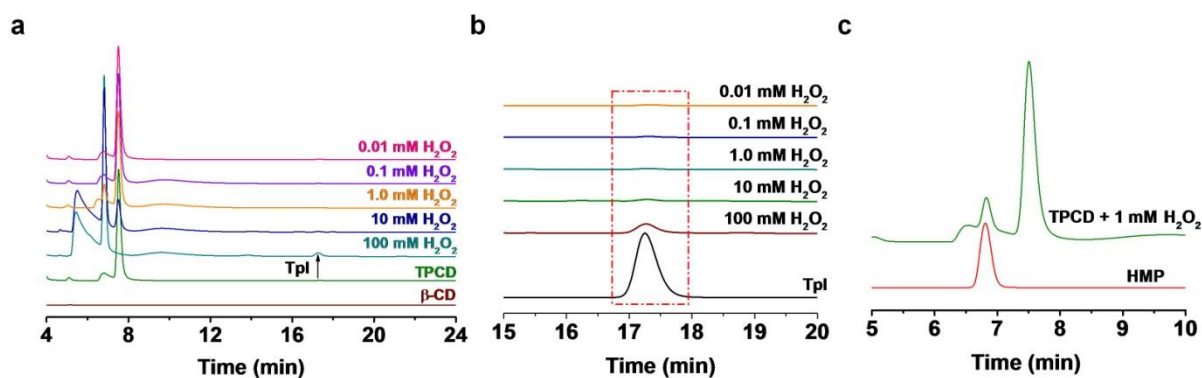 a
0.01 mM H₂O₂
0.1 mM H₂O₂
1.0 mM H₂O₂
10 mM H₂O₂
100 mM H₂O₂
Tpl
TPCD
β-CD
4 8 12 16 20 24
Time (min)
b
0.01 mM H₂O₂
0.1 mM H₂O₂
1.0 mM H₂O₂
10 mM H₂O₂
100 mM H₂O₂
Tpl
15 16 17 18 19 20
Time (min)
c
TPCD + 1 mM H₂O₂
HMP
5 6 7 8 9 10
Time (min)